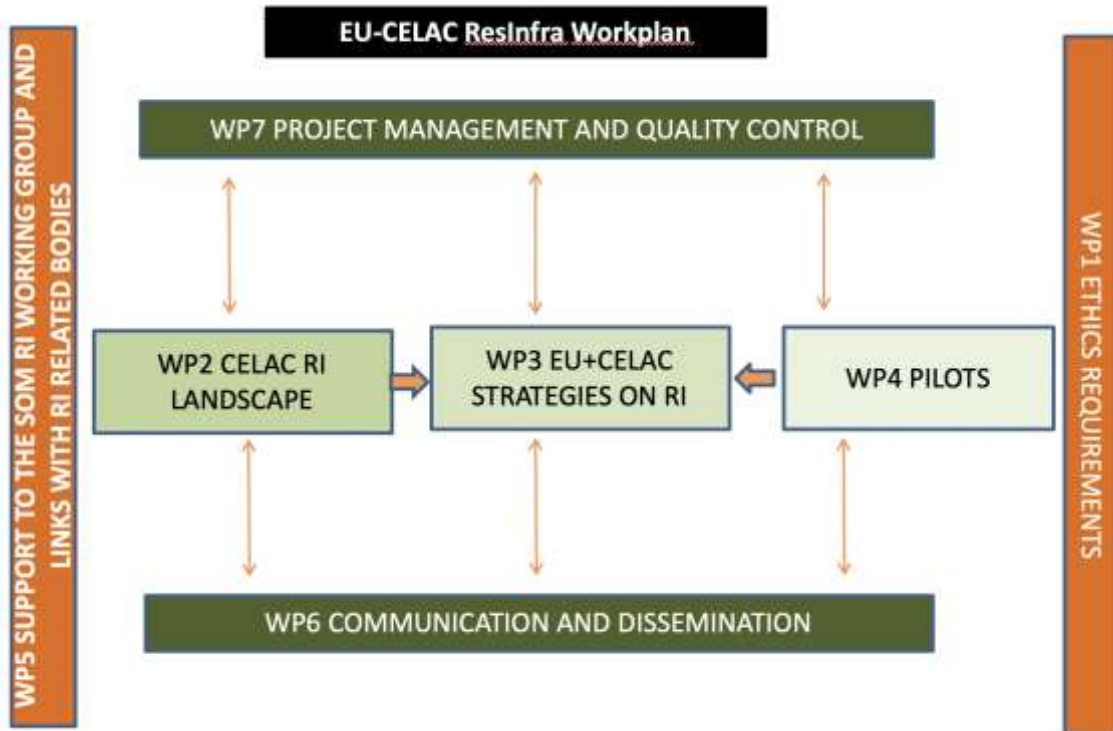 EU-CELAC ResInfra Workplan
WP5 SUPPORT TO THE SOM RI WORKING GROUP AND
LINKS WITH RI RELATED BODIES
WP7 PROJECT MANAGEMENT AND QUALITY CONTROL
WP2 CELAC RI
LANDSCAPE
WP3 EU+CELAC
STRATEGIES ON RI
WP4 PILOTS
WP6 COMMUNICATION AND DISSEMINATION
WP1 ETHICS REQUIREMENTS